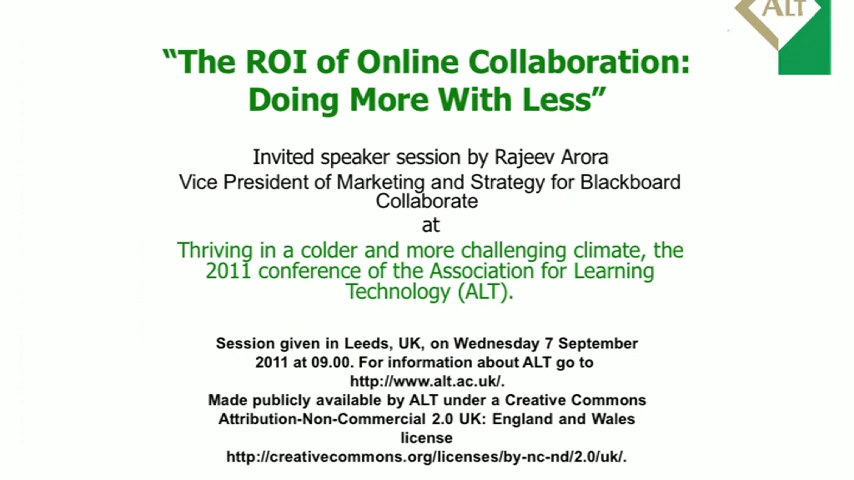 ALT
“The ROI of Online Collaboration:
Doing More With Less”
Invited speaker session by Rajeev Arora
Vice President of Marketing and Strategy for Blackboard
Collaborate
at
Thriving in a colder and more challenging climate, the
2011 conference of the Association for Learning
Technology (ALT).
Session given in Leeds, UK, on Wednesday 7 September
2011 at 09.00. For information about ALT go to
http://www.alt.ac.uk/.
Made publicly available by ALT under a Creative Commons
Attribution-Non-Commercial 2.0 UK: England and Wales
license
http://creativecommons.org/licenses/by-nc-nd/2.0/uk/.